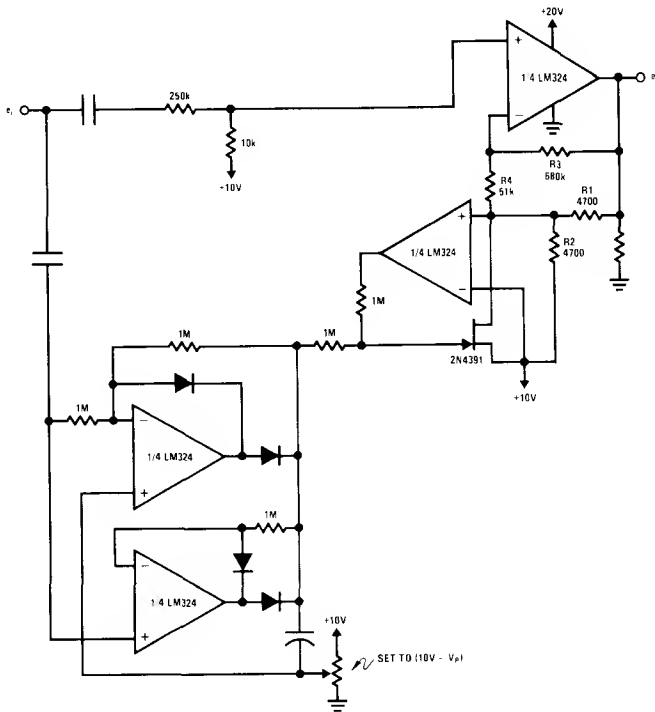 +20V
+
1/4 LM324
−
250k
10k
+10V
R3
680k
R4
51k
R1
4700
R2
4700
+
1/4 LM324
−
1M
1M
1M
2N4391
+10V
1M
−
1/4 LM324
+
1M
−
1/4 LM324
+
+10V
SET TO (10V - Vp)